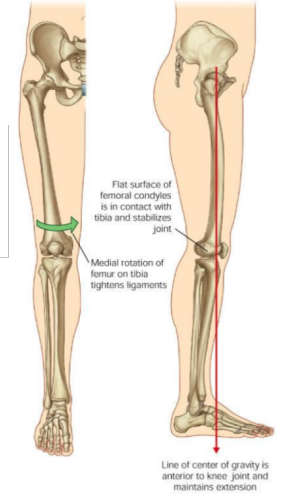 Flat surface of
femoral condyles
is in contact with
tibia and stabilizes
joint
Medial rotation of
femur on tibia
tightens ligaments
Line of center of gravity is
anterior to knee joint and
maintains extension